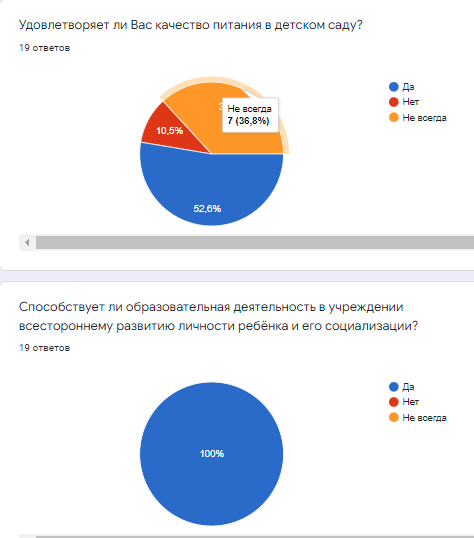 Удовлетворяет ли Вас качество питания в детском саду?
19 ответов
Да
Нет
Не всегда
Не всегда
7 (36,8%)
10,5%
52,6%
Способствует ли образовательная деятельность в учреждении
всестороннему развитию личности ребёнка и его социализации?
19 ответов
Да
Нет
Не всегда
100%